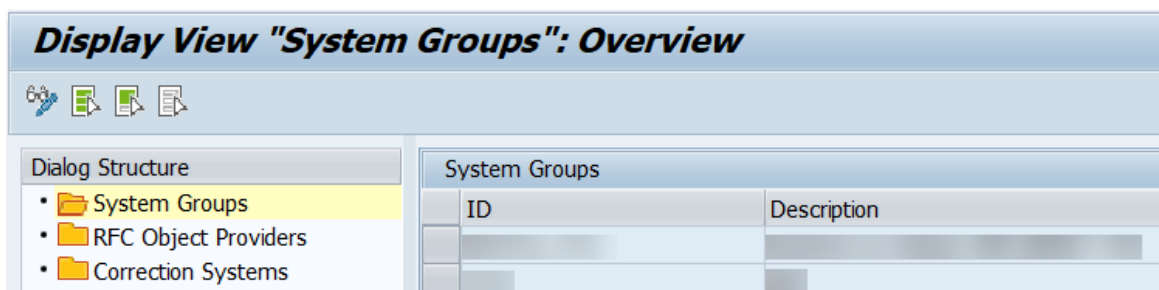 Display View "System Groups": Overview
Dialog Structure
System Groups
RFC Object Providers
Correction Systems
System Groups
ID Description